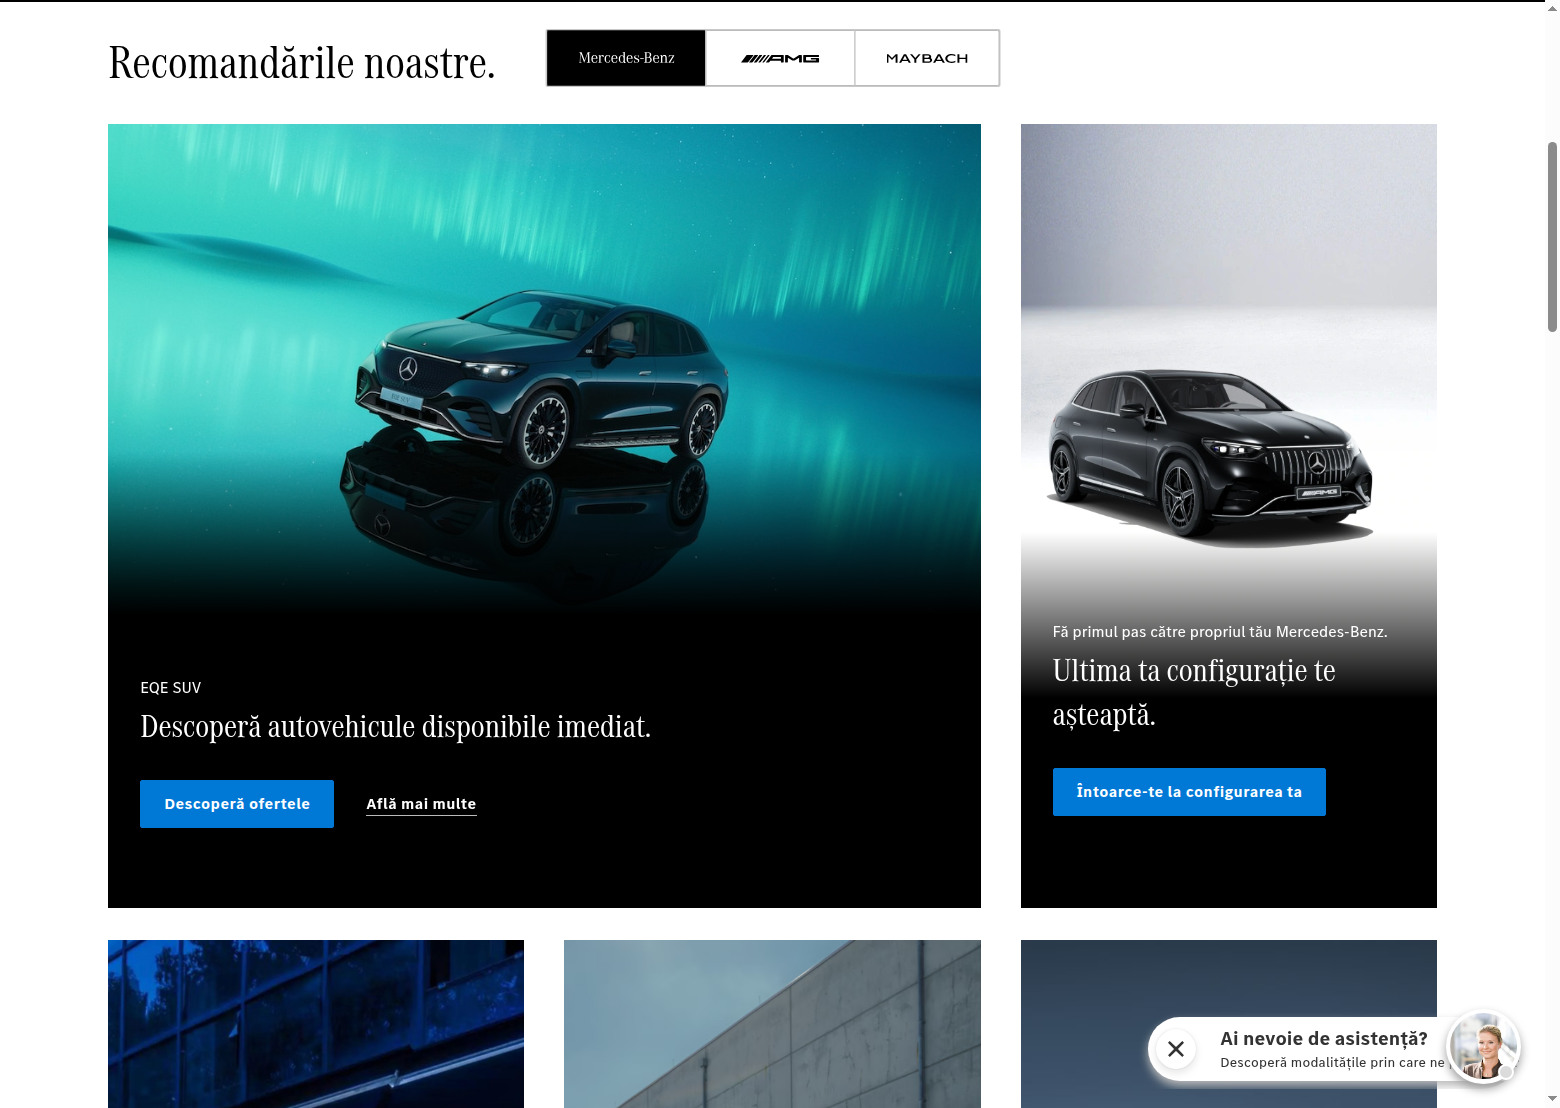 Recomandările noastre.
Mercedes-Benz
AMG
MAYBACH
EQE SUV
Descoperă autovehicule disponibile imediat.
Descoperă ofertele
Află mai multe
AMG
Fă primul pas către propriul tău Mercedes-Benz.
Ultima ta configurație te
așteaptă.
Întoarce-te la configurarea ta
Ai nevoie de asistență?
Descoperă modalitățile prin care ne